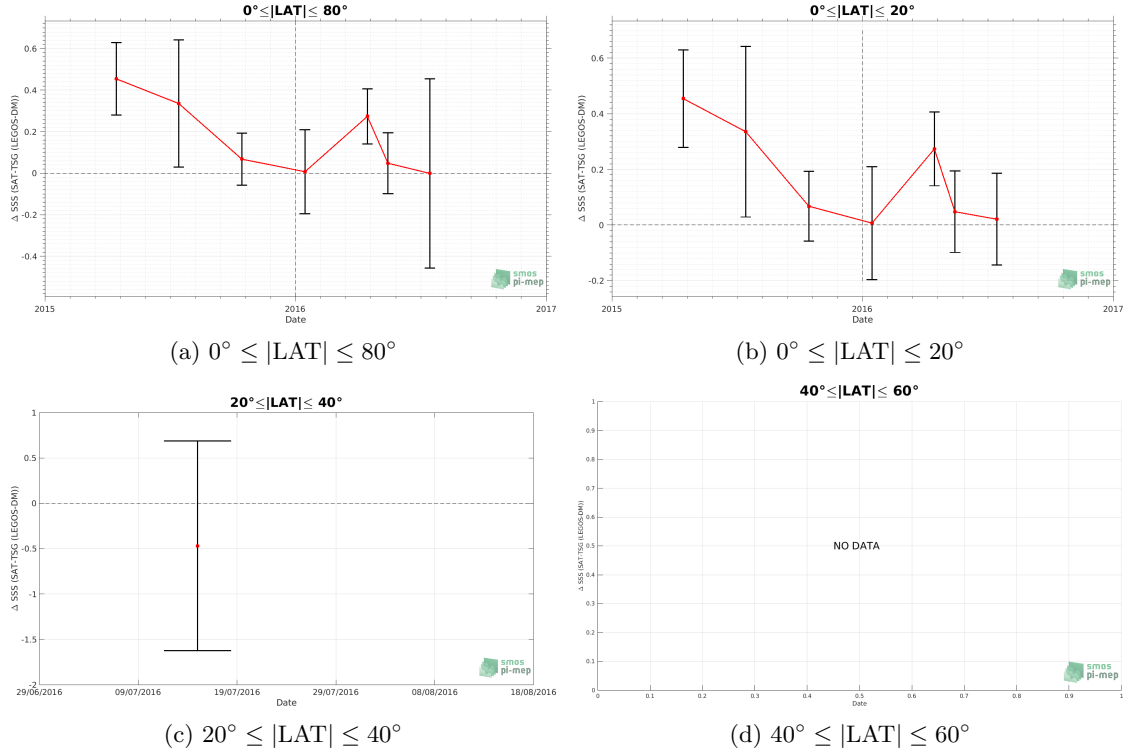 0°≤|LAT|≤ 80°
Δ SSS (SAT-TSG (LEGOS-DM))
0.6
0.4
0.2
0
-0.2
-0.4
2015
2016
2017
Date
smos
pi-mep
(a) 0° ≤ |LAT| ≤ 80°
0°≤|LAT|≤ 20°
Δ SSS (SAT-TSG (LEGOS-DM))
0.6
0.4
0.2
0
-0.2
2015
2016
2017
Date
smos
pi-mep
(b) 0° ≤ |LAT| ≤ 20°
20°≤|LAT|≤ 40°
Δ SSS (SAT-TSG (LEGOS-DM))
1
0.5
0
-0.5
-1
-1.5
-2
29/06/2016
09/07/2016
19/07/2016
29/07/2016
08/08/2016
18/08/2016
Date
smos
pi-mep
(c) 20° ≤ |LAT| ≤ 40°
40°≤|LAT|≤ 60°
Δ SSS (SAT-TSG (LEGOS-DM))
1
0.9
0.8
0.7
0.6
0.5
0.4
0.3
0.2
0.1
0
NO DATA
0
0.1
0.2
0.3
0.4
0.5
0.6
0.7
0.8
0.9
1
Date
smos
pi-mep
(d) 40° ≤ |LAT| ≤ 60°